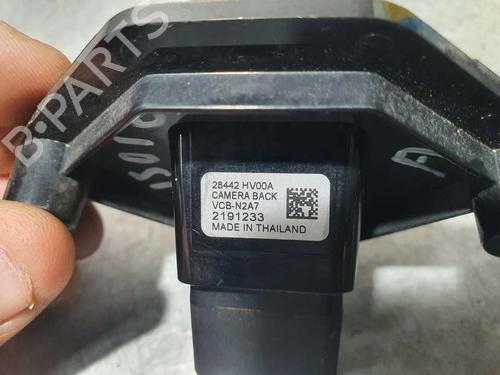 B-PARTS
28442 HV00A
CAMERA BACK
VCB-N2A7
2191233
MADE IN THAILAND